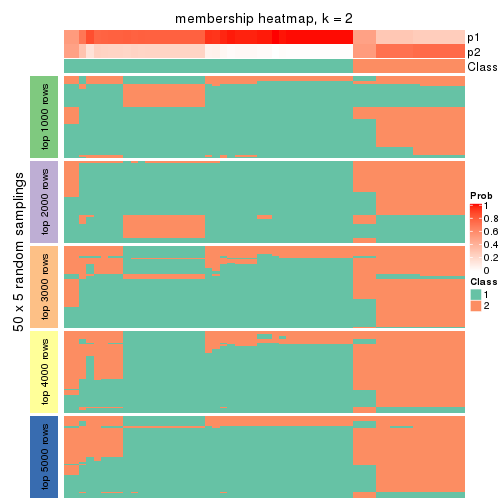 membership heatmap, k = 2
p1
p2
Class
50 x 5 random samplings
top 1000 rows
top 2000 rows
top 3000 rows
top 4000 rows
top 5000 rows
Prob
1
0.8
0.6
0.4
0.2
0
Class
1
2